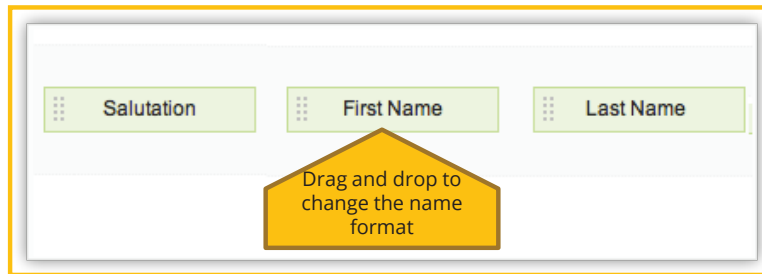 Salutation First Name Last Name
Drag and drop to
change the name
format